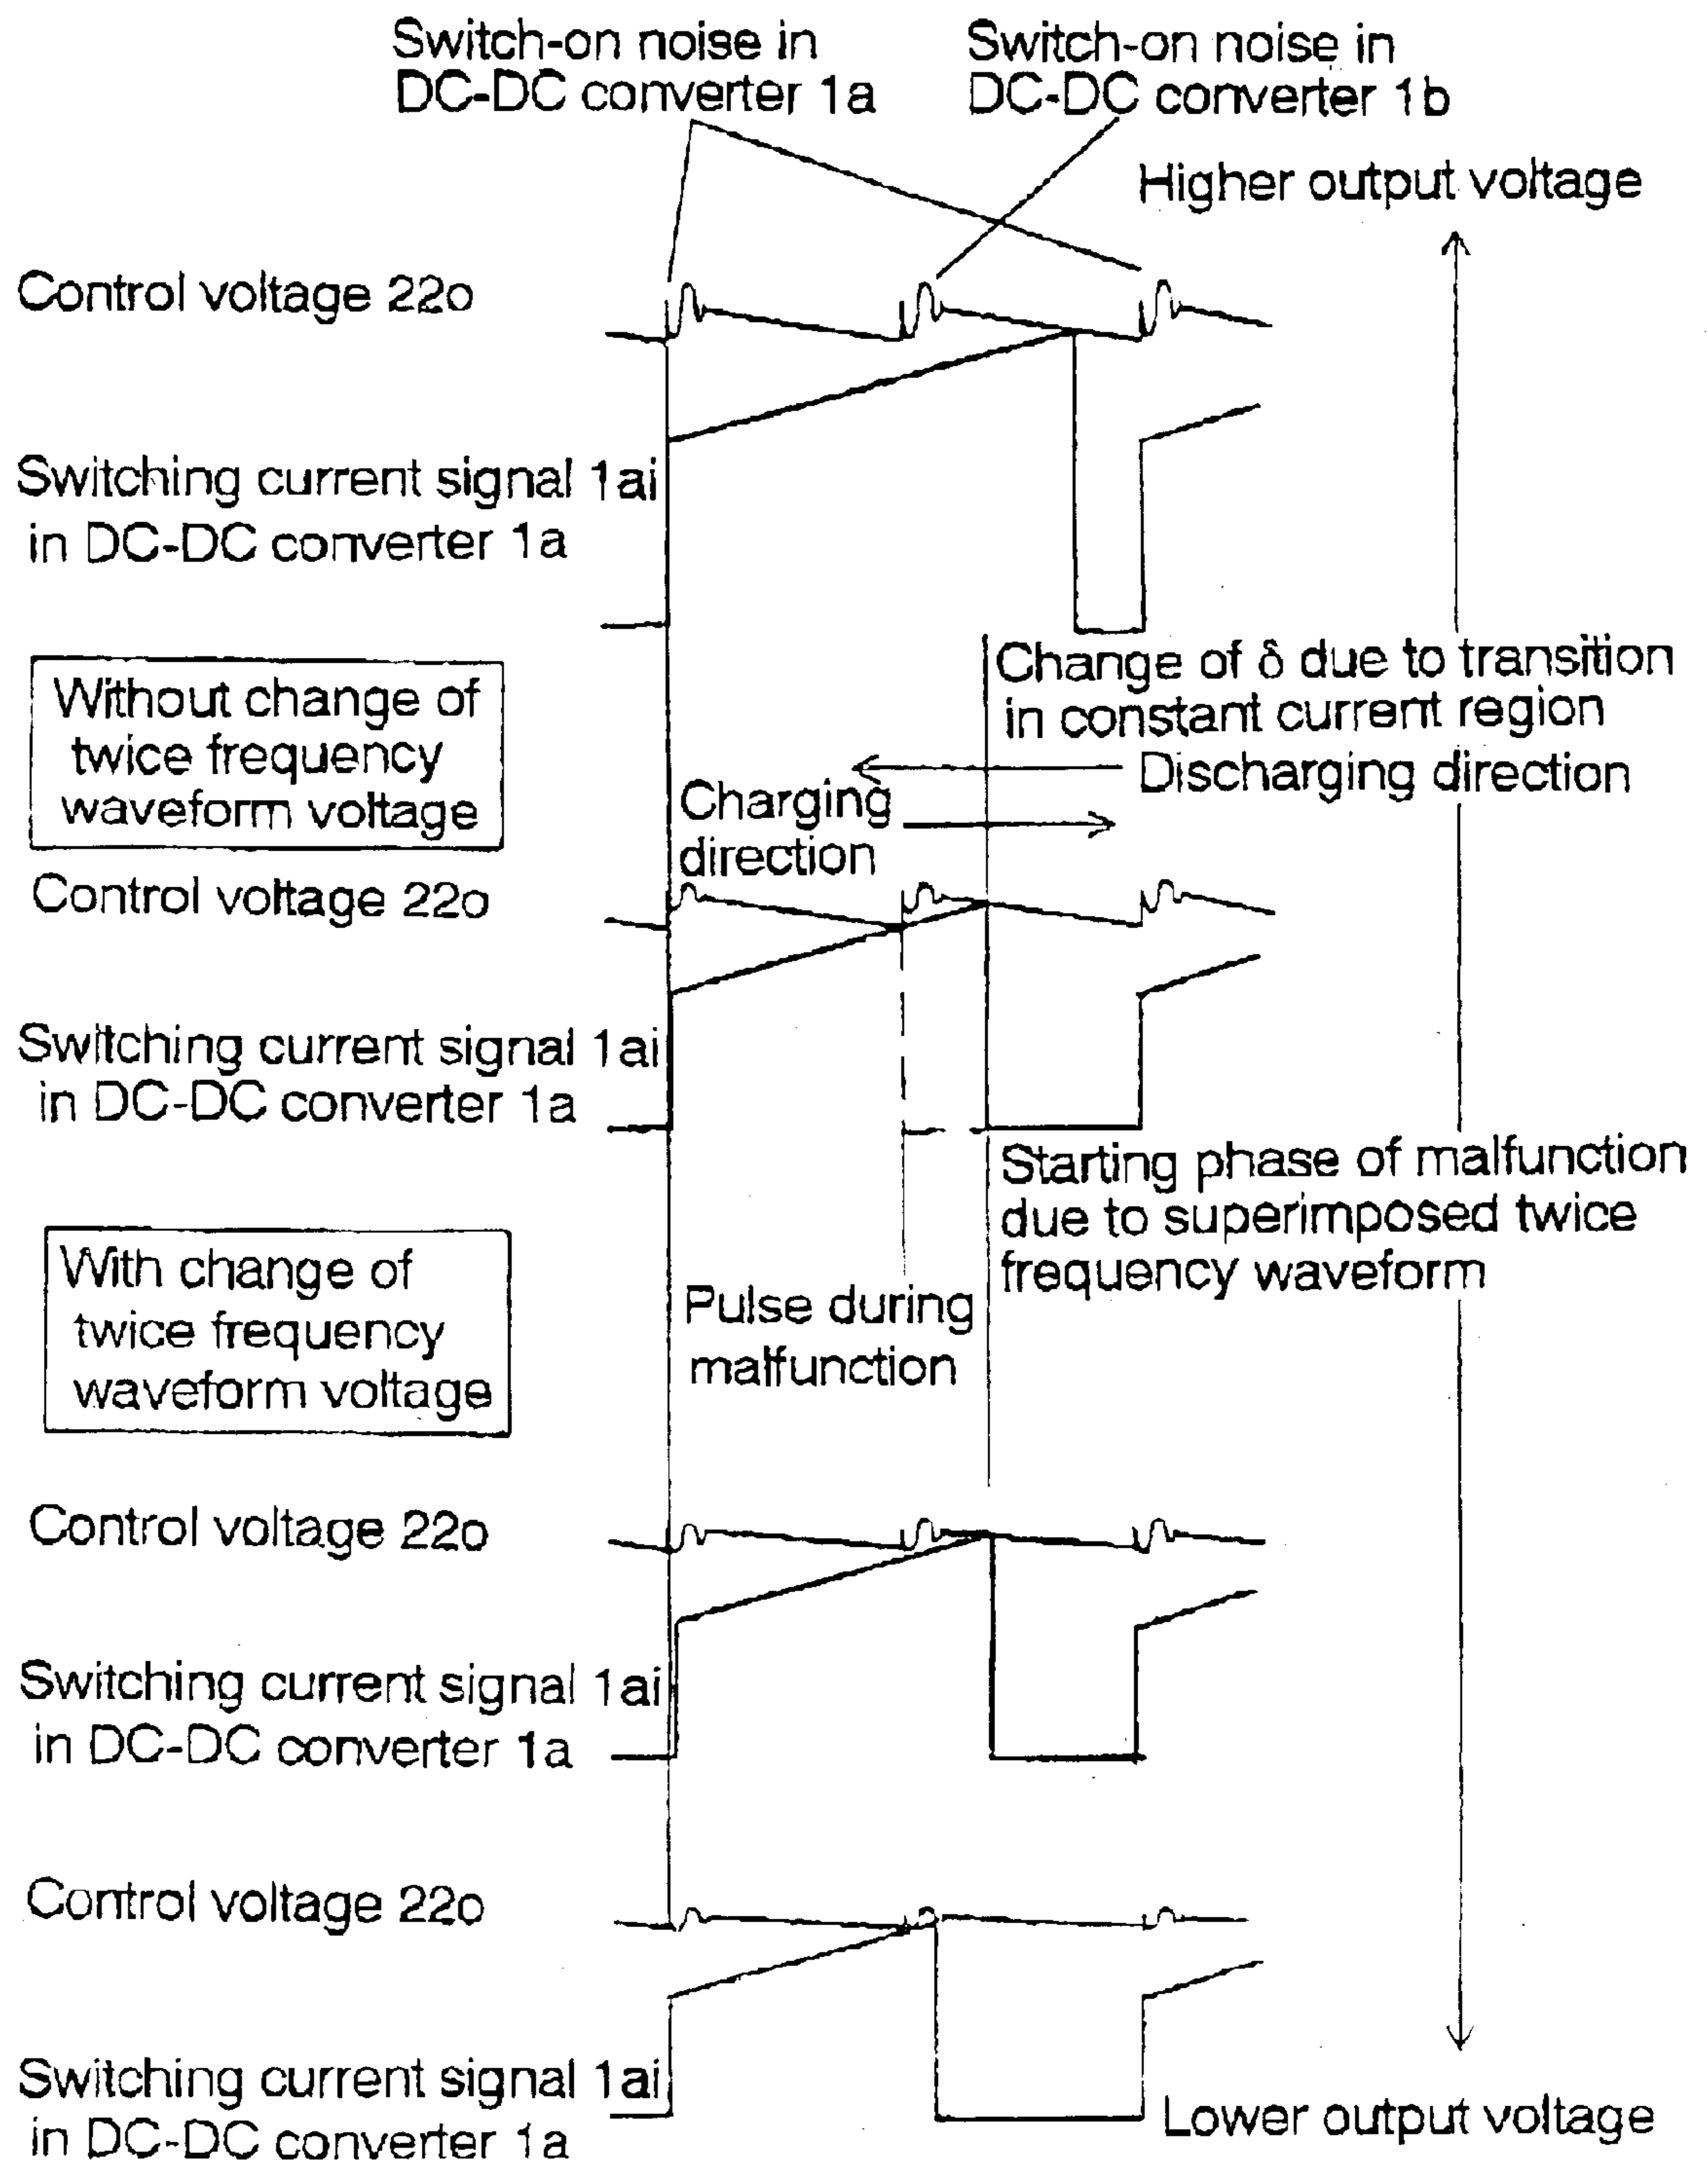 Switch-on noise in
DC-DC converter 1a
Switch-on noise in
DC-DC converter 1b
Higher output voltage
Control voltage 22o
Switching current signal 1ai
in DC-DC converter 1a
Without change of
twice frequency
waveform voltage
Change of δ due to transition
in constant current region
Discharging direction
Charging
direction
Control voltage 22o
Switching current signal 1ai
in DC-DC converter 1a
Starting phase of malfunction
due to superimposed twice
frequency waveform
With change of
twice frequency
waveform voltage
Pulse during
malfunction
Control voltage 22o
Switching current signal 1ai
in DC-DC converter 1a
Control voltage 22o
Switching current signal 1ai
in DC-DC converter 1a
Lower output voltage